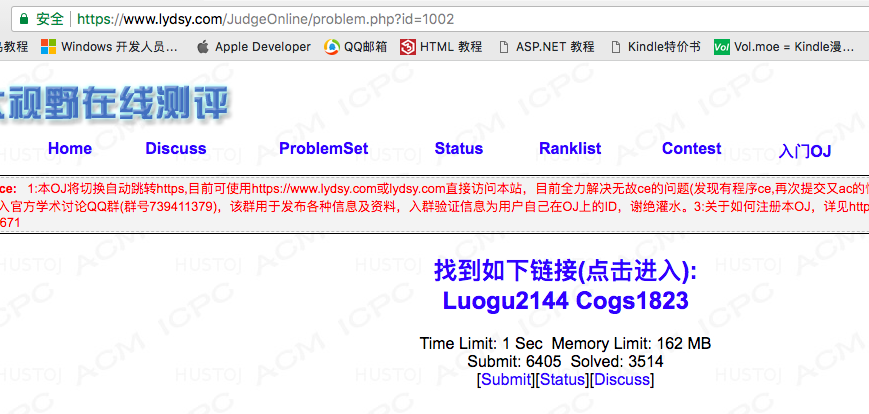 安全 https://www.lydsy.com/JudgeOnline/problem.php?id=1002
教程 Windows 开发人员... Apple Developer QQ邮箱 HTML 教程 ASP.NET 教程 Kindle特价书 Vol Vol.moe = Kindle漫...
视野在线测评
Home Discuss ProblemSet Status Ranklist Contest 入门OJ
ce: 1:本OJ将切换自动跳转https,目前可使用https://www.lydsy.com或lydsy.com直接访问本站，目前全力解决无故ce的问题(发现有程序ce,再次提交又ac的
入官方学术讨论QQ群(群号739411379)，该群用于发布各种信息及资料，入群验证信息为用户自己在OJ上的ID，谢绝灌水。3:关于如何注册本OJ，详见http
671
找到如下链接(点击进入):
Luogu2144 Cogs1823
Time Limit: 1 Sec Memory Limit: 162 MB
Submit: 6405 Solved: 3514
[Submit][Status][Discuss]
HUSTOJ ACM ICPC